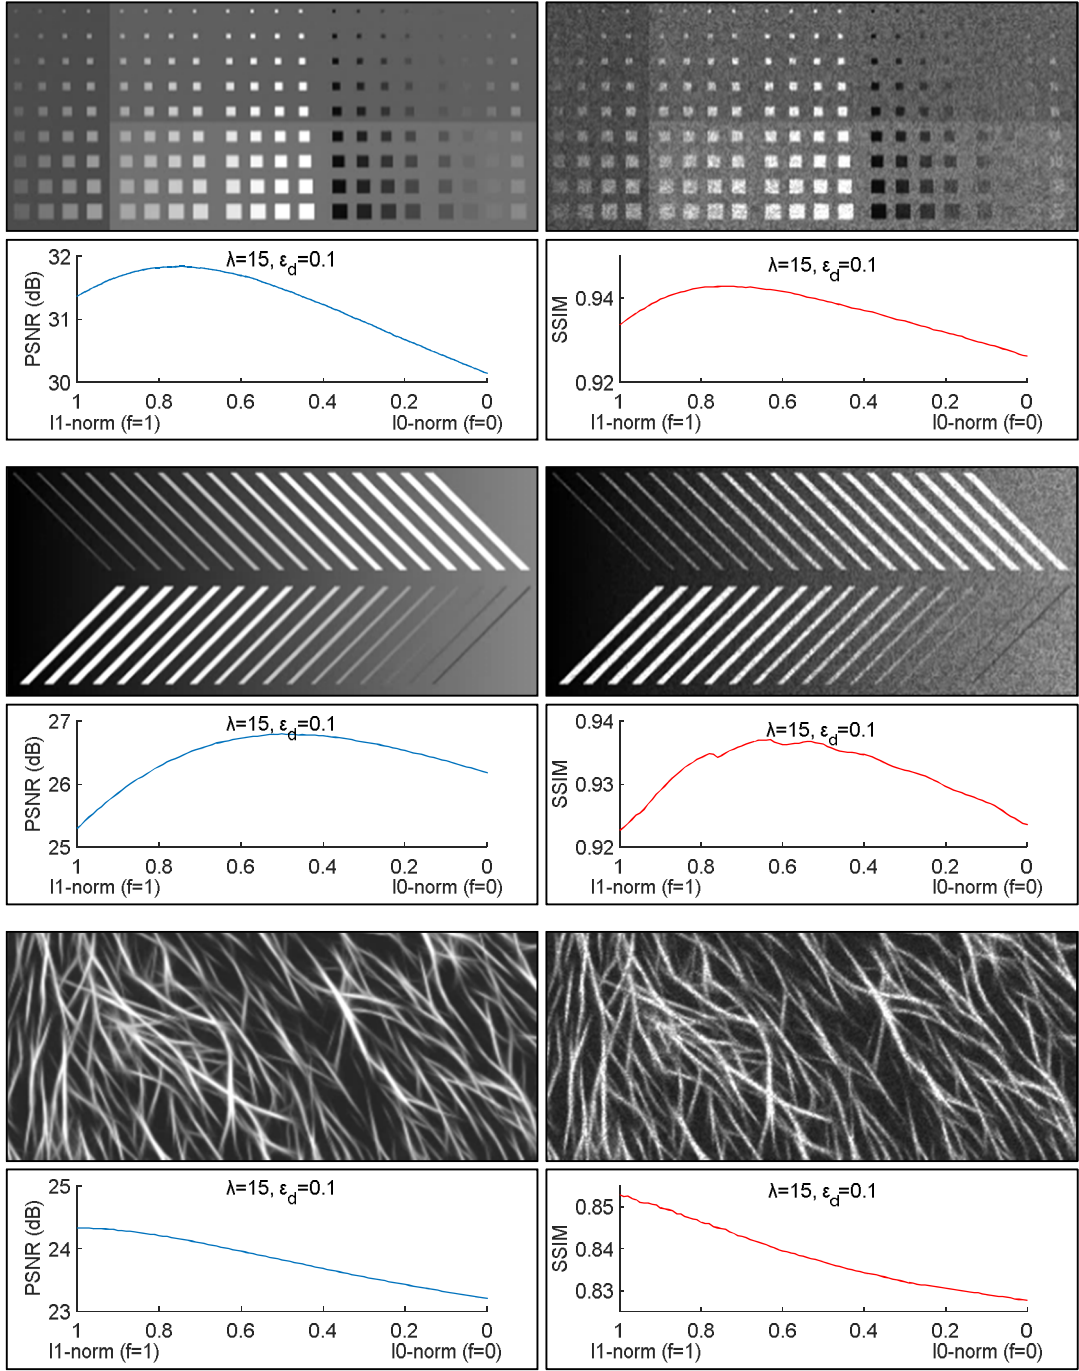 λ=15, ε_d=0.1
PSNR (dB)
32
31
30
1 0.8 0.6 0.4 0.2 0
l1-norm (f=1) l0-norm (f=0)
λ=15, ε_d=0.1
SSIM
0.94
0.92
1 0.8 0.6 0.4 0.2 0
l1-norm (f=1) l0-norm (f=0)
λ=15, ε_d=0.1
PSNR (dB)
27
26
25
1 0.8 0.6 0.4 0.2 0
l1-norm (f=1) l0-norm (f=0)
λ=15, ε_d=0.1
SSIM
0.94
0.93
0.92
1 0.8 0.6 0.4 0.2 0
l1-norm (f=1) l0-norm (f=0)
λ=15, ε_d=0.1
PSNR (dB)
25
24
23
1 0.8 0.6 0.4 0.2 0
l1-norm (f=1) l0-norm (f=0)
λ=15, ε_d=0.1
SSIM
0.85
0.84
0.83
1 0.8 0.6 0.4 0.2 0
l1-norm (f=1) l0-norm (f=0)